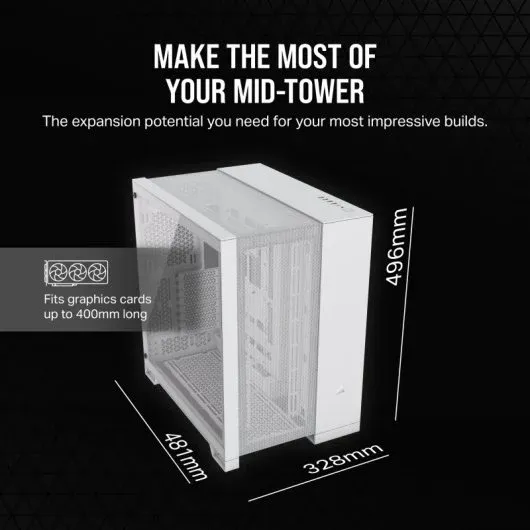 MAKE THE MOST OF
YOUR MID-TOWER
The expansion potential you need for your most impressive builds.
Fits graphics cards
up to 400mm long
496mm
481mm
328mm